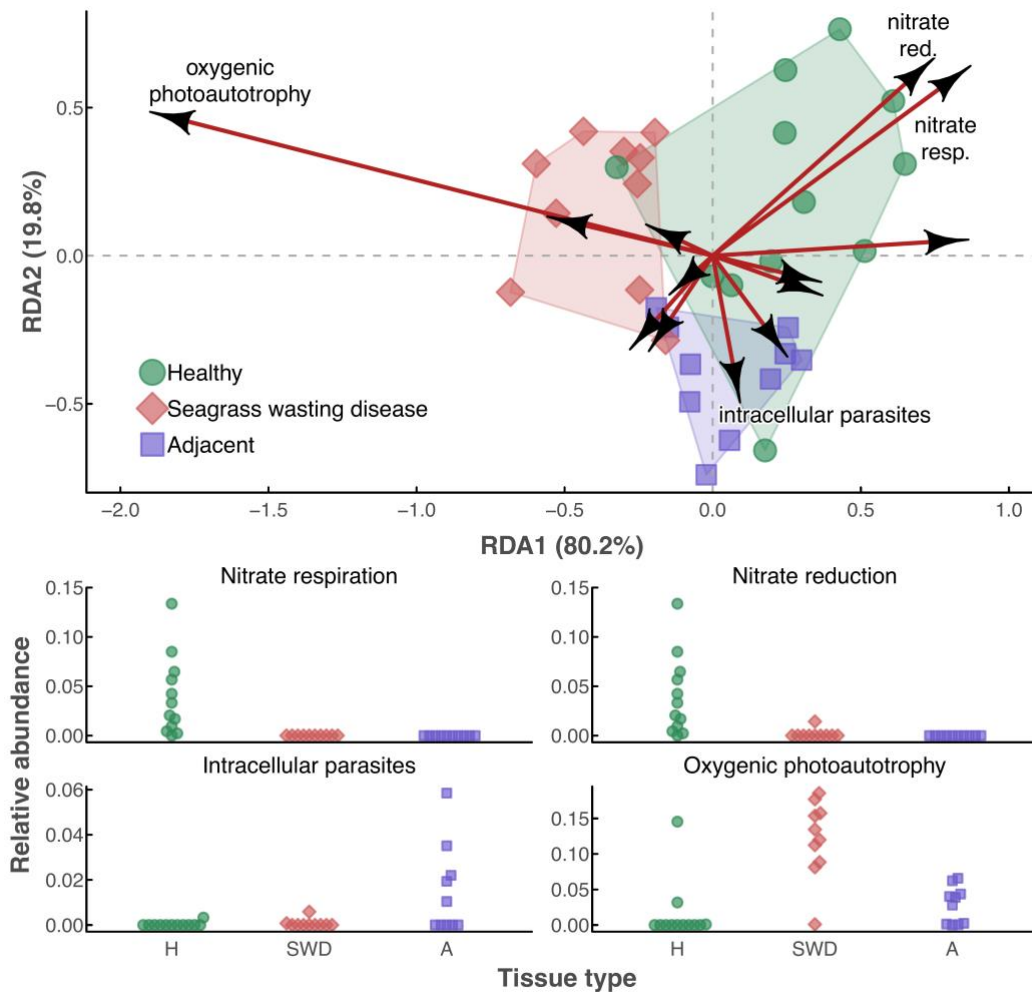 oxygenic
photoautotrophy
nitrate
red.
nitrate
resp.
intracellular parasites
0.5
0.0
−0.5
RDA2 (19.8%)
Healthy
Seagrass wasting disease
Adjacent
−2.0 −1.5 −1.0 −0.5 0.0 0.5 1.0
RDA1 (80.2%)
Nitrate respiration
0.15
0.10
0.05
0.00
Nitrate reduction
0.15
0.10
0.05
0.00
Relative abundance
Intracellular parasites
0.06
0.04
0.02
0.00
H SWD A
Oxygenic photoautotrophy
0.15
0.10
0.05
0.00
H SWD A
Tissue type